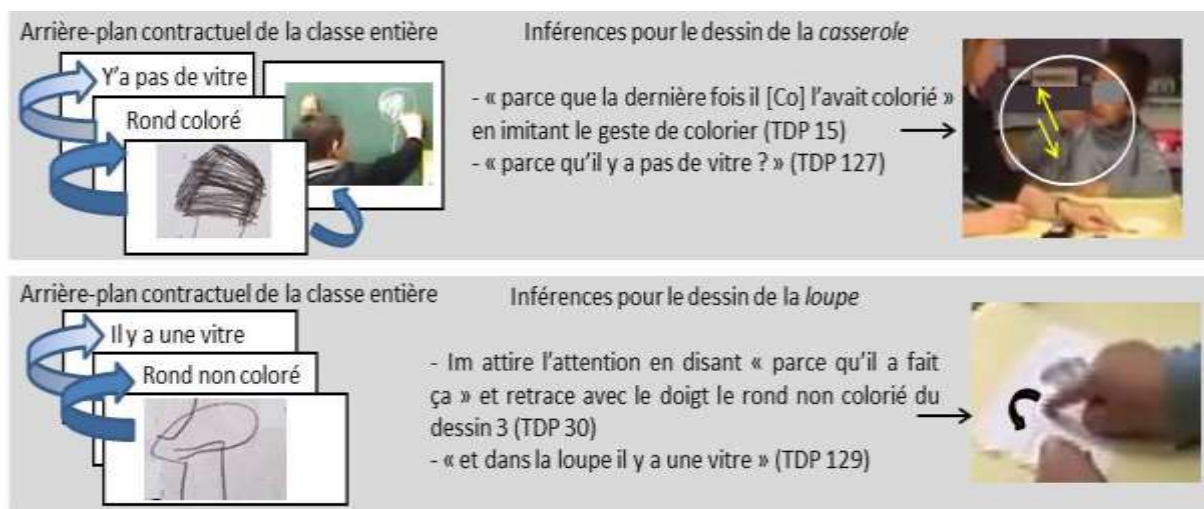 Arrière-plan contractuel de la classe entière
Y'a pas de vitre
Rond coloré
Inférences pour le dessin de la casserole
- « parce que la dernière fois il [Co] l'avait colorié »
en imitant le geste de colorier (TDP 15)
- « parce qu'il y a pas de vitre ? » (TDP 127)
Arrière-plan contractuel de la classe entière
Il y a une vitre
Rond non coloré
Inférences pour le dessin de la loupe
- Im attire l'attention en disant « parce qu'il a fait
ça » et retrace avec le doigt le rond non colorié du
dessin 3 (TDP 30)
- « et dans la loupe il y a une vitre » (TDP 129)